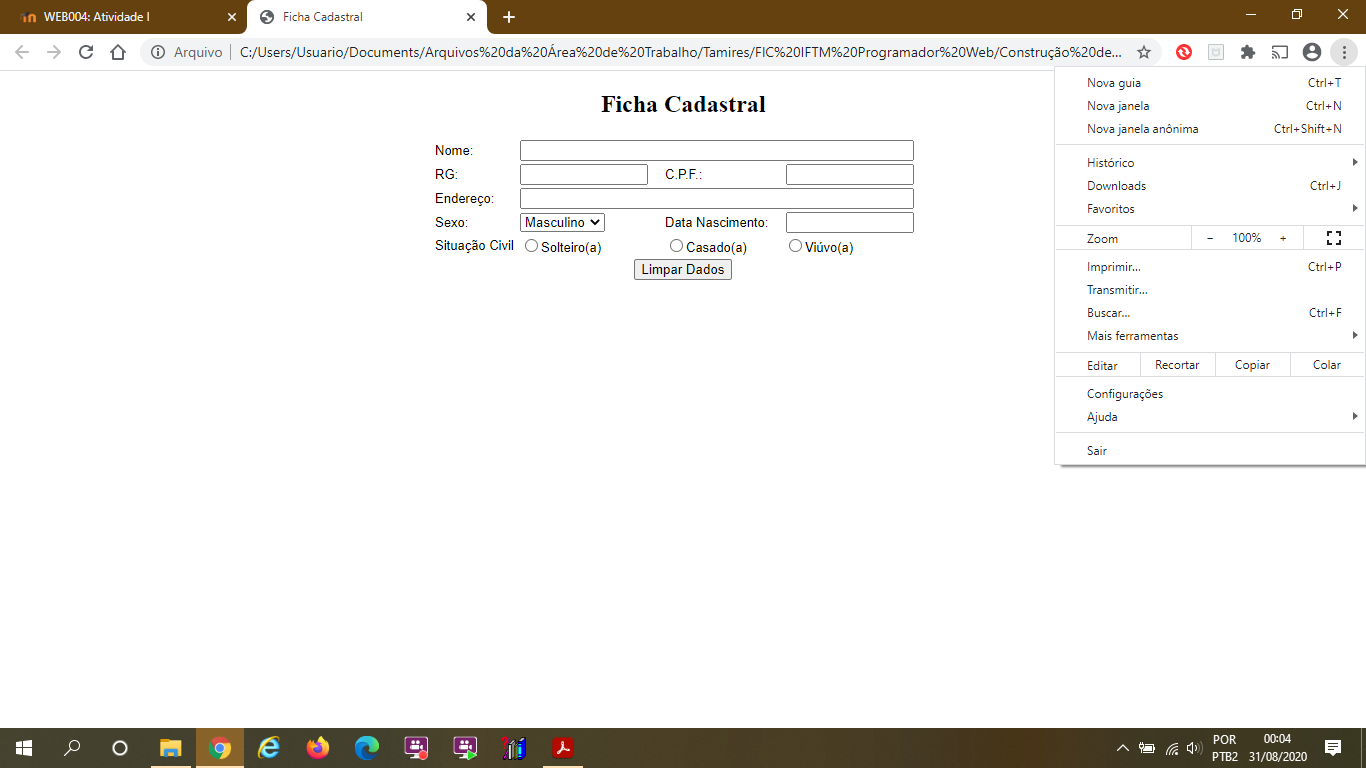 WEB004: Atividade I
Ficha Cadastral
Arquivo
C:/Users/Usuario/Documents/Arquivos%20da%20Área%20de%20Trabalho/Tamires/FIC%20IFTM%20Programador%20Web/Construção%20de...
Ficha Cadastral
Nome:
RG: C.P.F.:
Endereço:
Sexo: Masculino Data Nascimento:
Situação Civil Solteiro(a) Casado(a) Viúvo(a)
Limpar Dados
Nova guia Ctrl+T
Nova janela Ctrl+N
Nova janela anônima Ctrl+Shift+N
Histórico
Downloads Ctrl+J
Favoritos
Zoom – 100% +
Imprimir... Ctrl+P
Transmitir...
Buscar... Ctrl+F
Mais ferramentas
Editar Recortar Copiar Colar
Configurações
Ajuda
Sair
POR 00:04
PTB2 31/08/2020